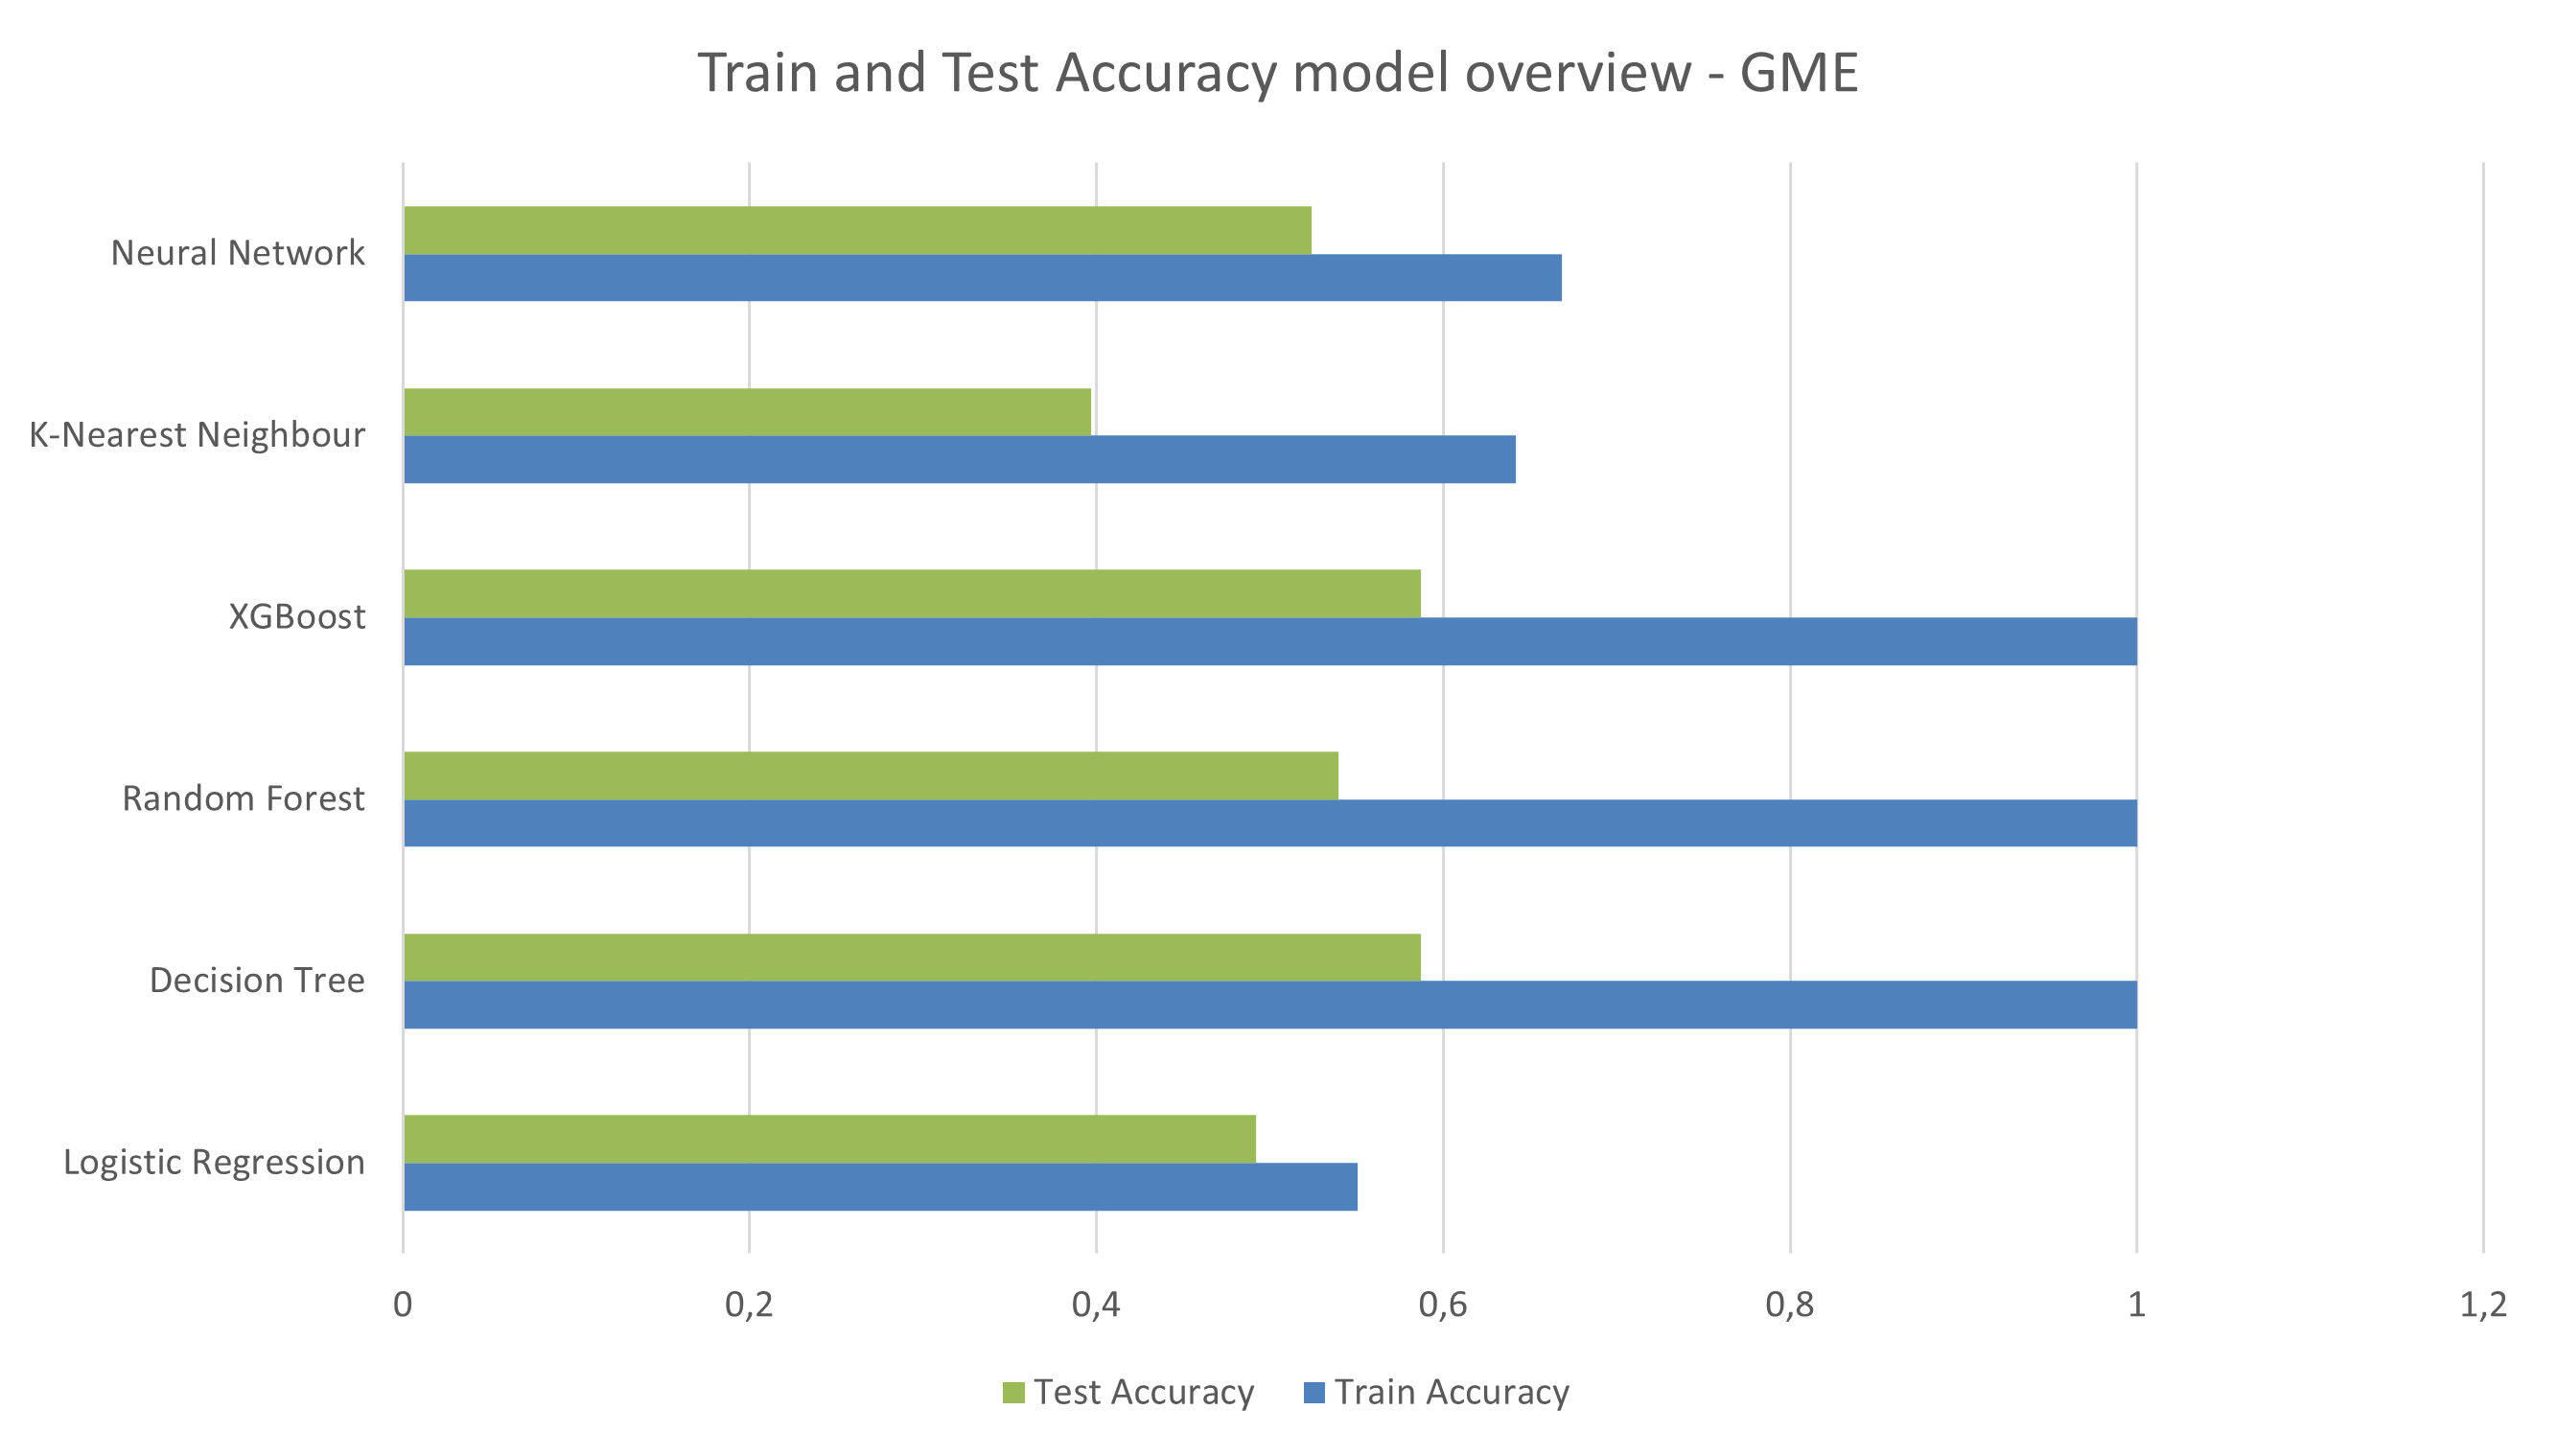 Train and Test Accuracy model overview - GME
Neural Network
K-Nearest Neighbour
XGBoost
Random Forest
Decision Tree
Logistic Regression
0 0,2 0,4 0,6 0,8 1 1,2
Test Accuracy Train Accuracy